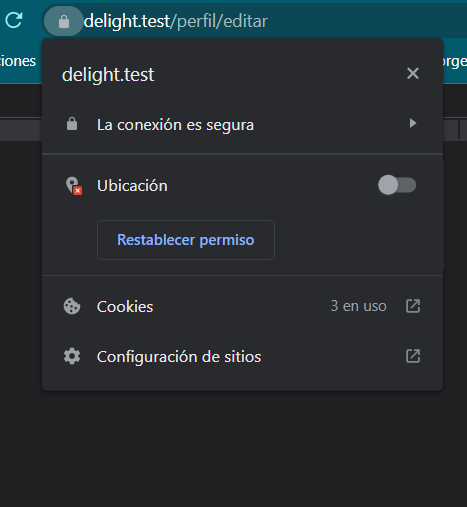 delight.test/perfil/editar
ciones
orge
delight.test
La conexión es segura
Ubicación
Restablecer permiso
Cookies 3 en uso
Configuración de sitios